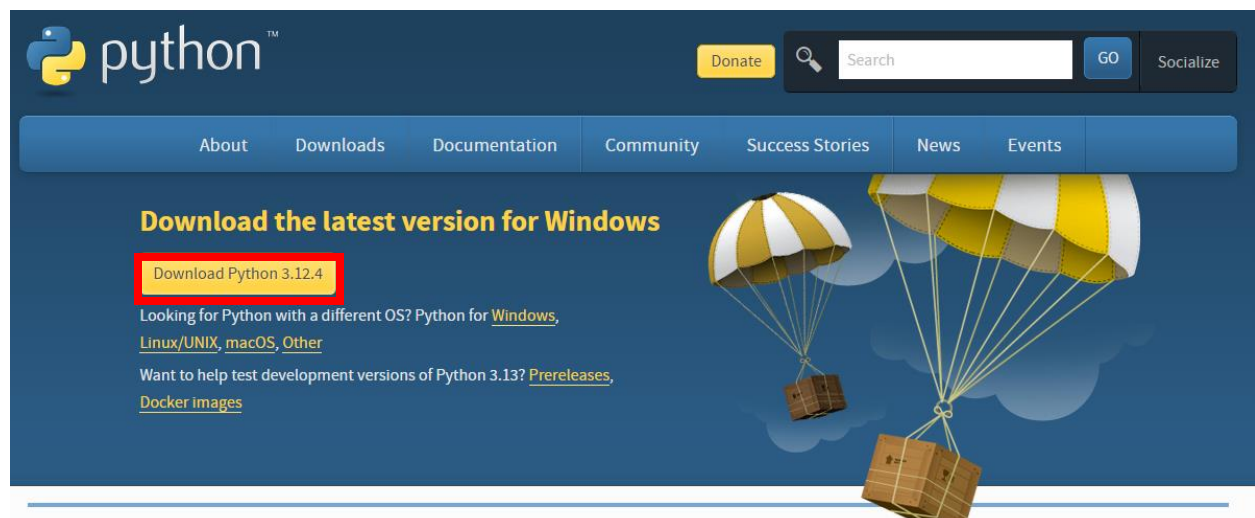 python™
Donate
Search
GO
Socialize
About Downloads Documentation Community Success Stories News Events
Download the latest version for Windows
Download Python 3.12.4
Looking for Python with a different OS? Python for Windows,
Linux/UNIX, macOS, Other
Want to help test development versions of Python 3.13? Prereleases,
Docker images